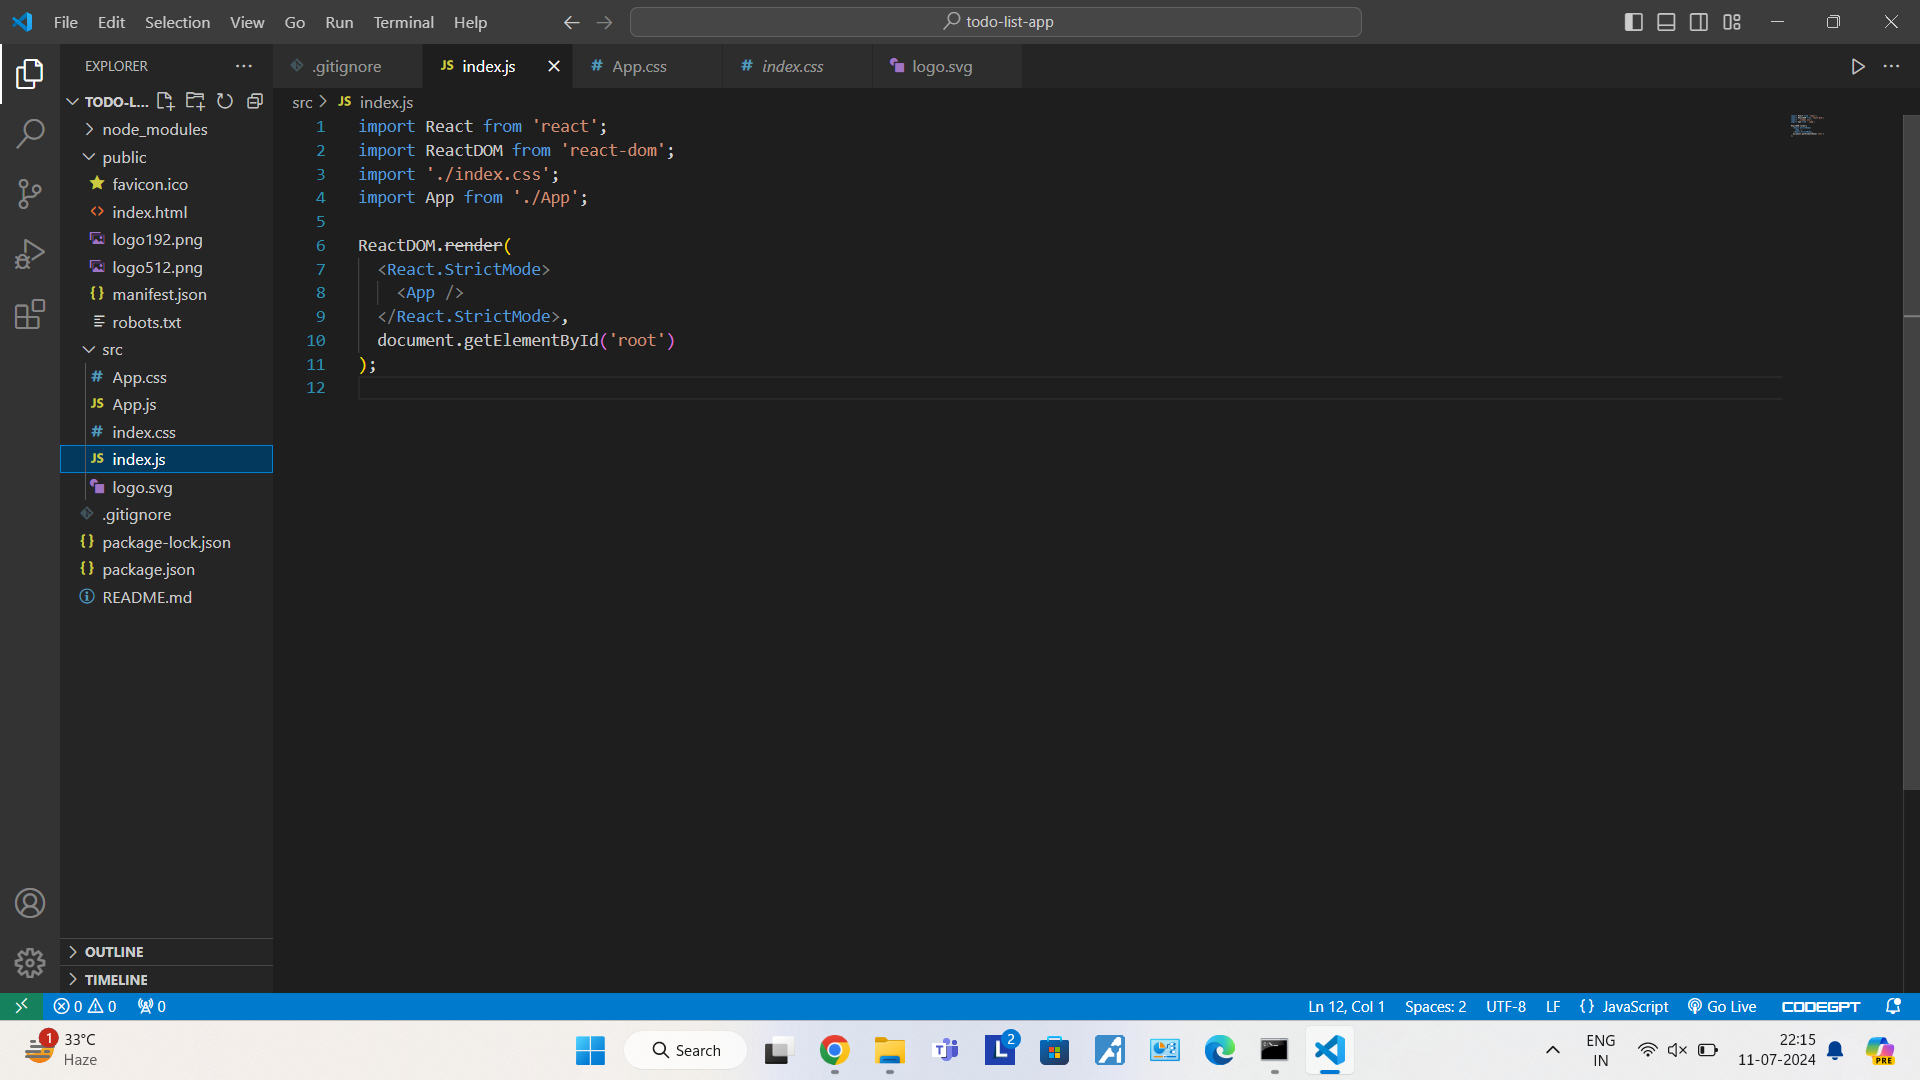 File Edit Selection View Go Run Terminal Help
todo-list-app
EXPLORER
TODO-L...
node_modules
public
favicon.ico
index.html
logo192.png
logo512.png
manifest.json
robots.txt
src
# App.css
JS App.js
# index.css
JS index.js
logo.svg
.gitignore
{} package-lock.json
{} package.json
README.md
OUTLINE
TIMELINE
.gitignore JS index.js # App.css # index.css logo.svg
src > JS index.js
1 import React from 'react';
2 import ReactDOM from 'react-dom';
3 import './index.css';
4 import App from './App';
5
6 ReactDOM.render(
7 <React.StrictMode>
8 <App />
9 </React.StrictMode>,
10 document.getElementById('root')
11 );
12
0 0 0 Ln 12, Col 1 Spaces: 2 UTF-8 LF {} JavaScript Go Live CODEGPT
1 33°C
Haze
Search
T
L 2
ENG
IN
22:15
11-07-2024
PRE